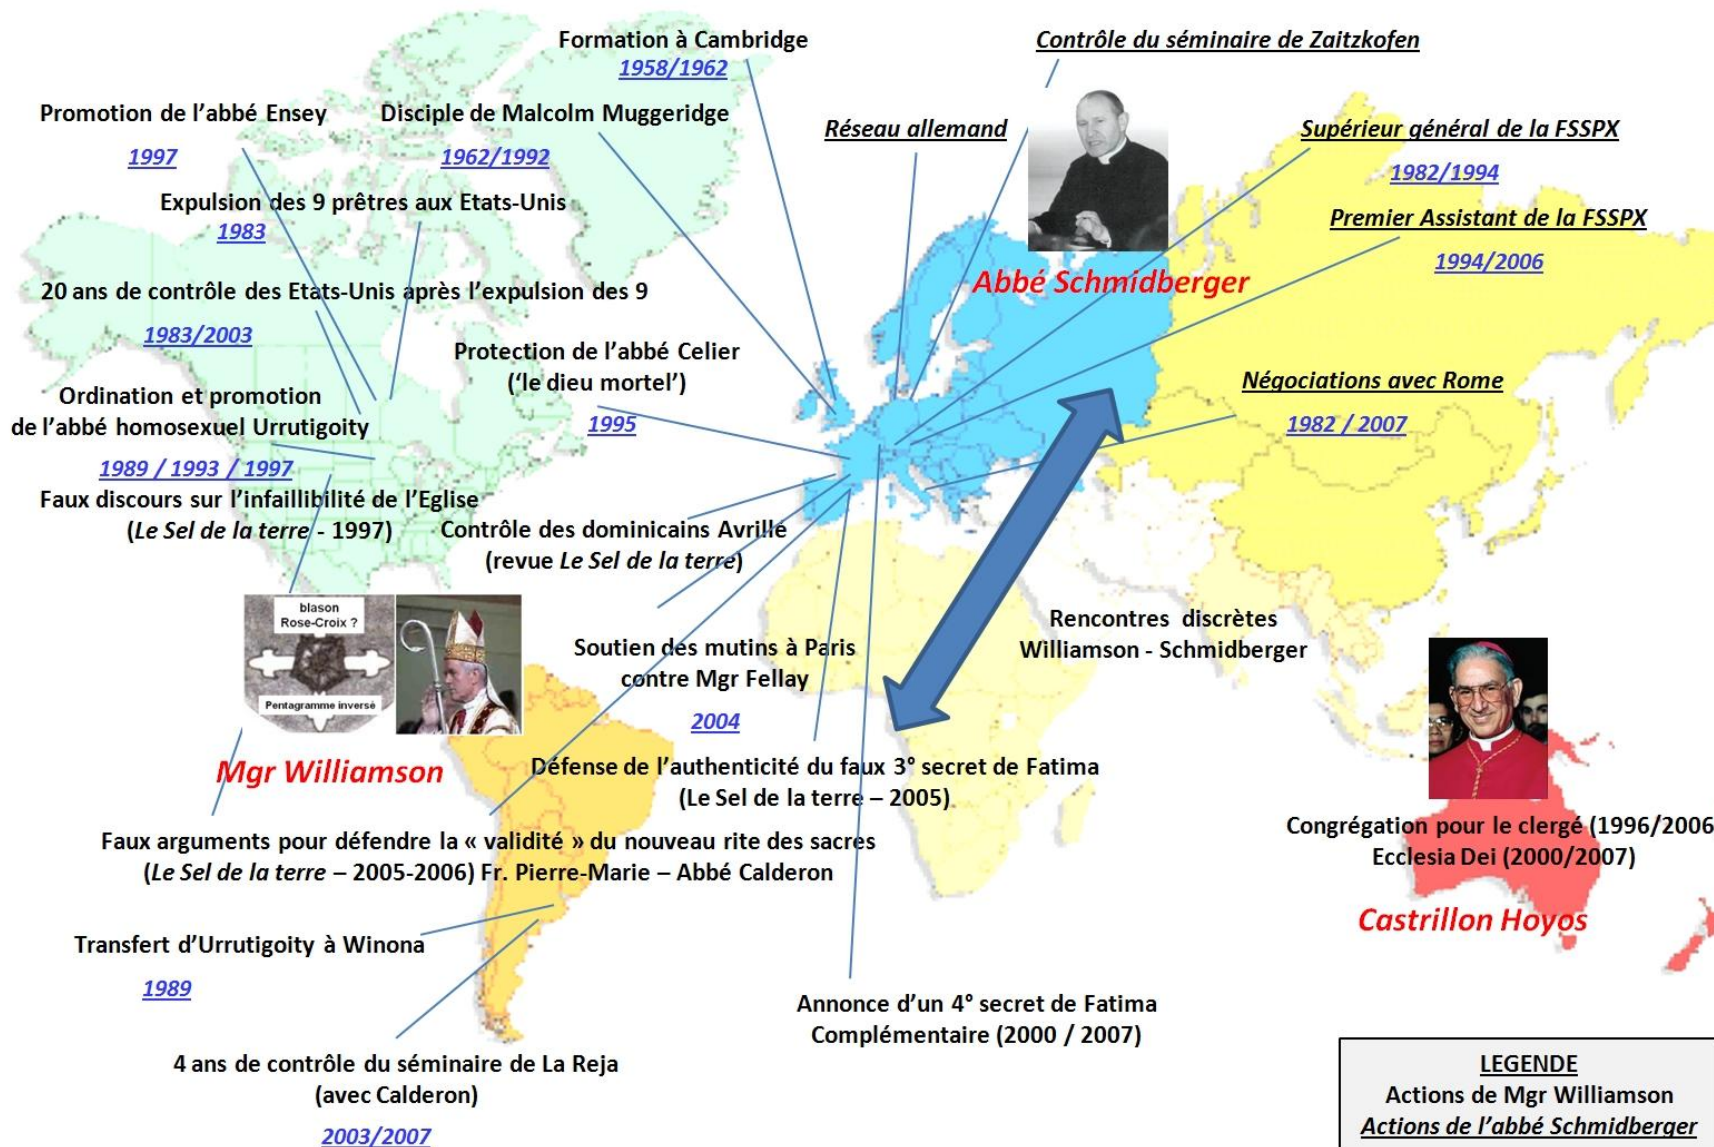 Formation à Cambridge
1958/1962
Contrôle du séminaire de Zaitzkofen
Promotion de l'abbé Ensey
1997
Disciple de Malcolm Muggeridge
1962/1992
Réseau allemand
Supérieur général de la FSSPX
1982/1994
Expulsion des 9 prêtres aux Etats-Unis
1983
Premier Assistant de la FSSPX
1994/2006
Abbé Schmidberger
20 ans de contrôle des Etats-Unis après l'expulsion des 9
1983/2003
Protection de l'abbé Celier
('le dieu mortel')
1995
Négociations avec Rome
1982 / 2007
Ordination et promotion
de l'abbé homosexuel Urrutigoity
1989 / 1993 / 1997
Faux discours sur l'infaillibilité de l'Eglise
(Le Sel de la terre - 1997)
Contrôle des dominicains Avrillé
(revue Le Sel de la terre)
blason
Rose-Croix ?
Pentagramme inversé
Mgr Williamson
Soutien des mutins à Paris
contre Mgr Fellay
2004
Rencontres discrètes
Williamson - Schmidberger
Défense de l'authenticité du faux 3° secret de Fatima
(Le Sel de la terre – 2005)
Congrégation pour le clergé (1996/2006
Ecclesia Dei (2000/2007)
Castrillon Hoyos
Faux arguments pour défendre la « validité » du nouveau rite des sacres
(Le Sel de la terre – 2005-2006) Fr. Pierre-Marie – Abbé Calderon
Transfert d'Urrutigoity à Winona
1989
Annonce d'un 4° secret de Fatima
Complémentaire (2000 / 2007)
4 ans de contrôle du séminaire de La Reja
(avec Calderon)
2003/2007
LEGENDE
Actions de Mgr Williamson
Actions de l'abbé Schmidberger